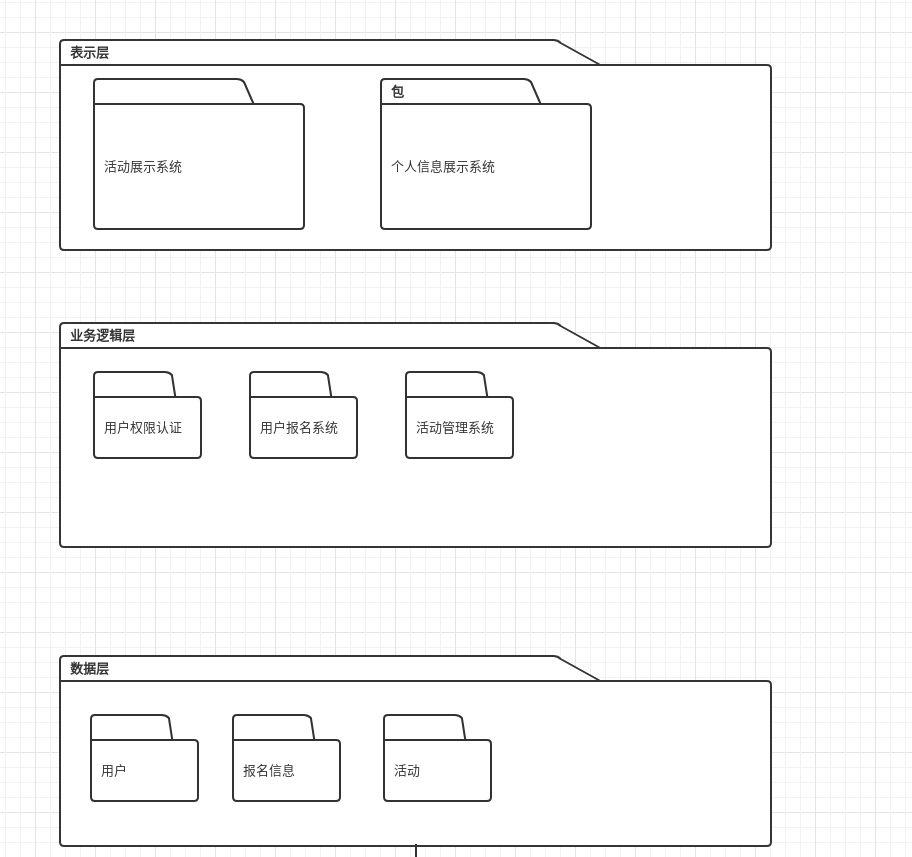 表示层
包
活动展示系统
个人信息展示系统
业务逻辑层
用户权限认证
用户报名系统
活动管理系统
数据层
用户
报名信息
活动